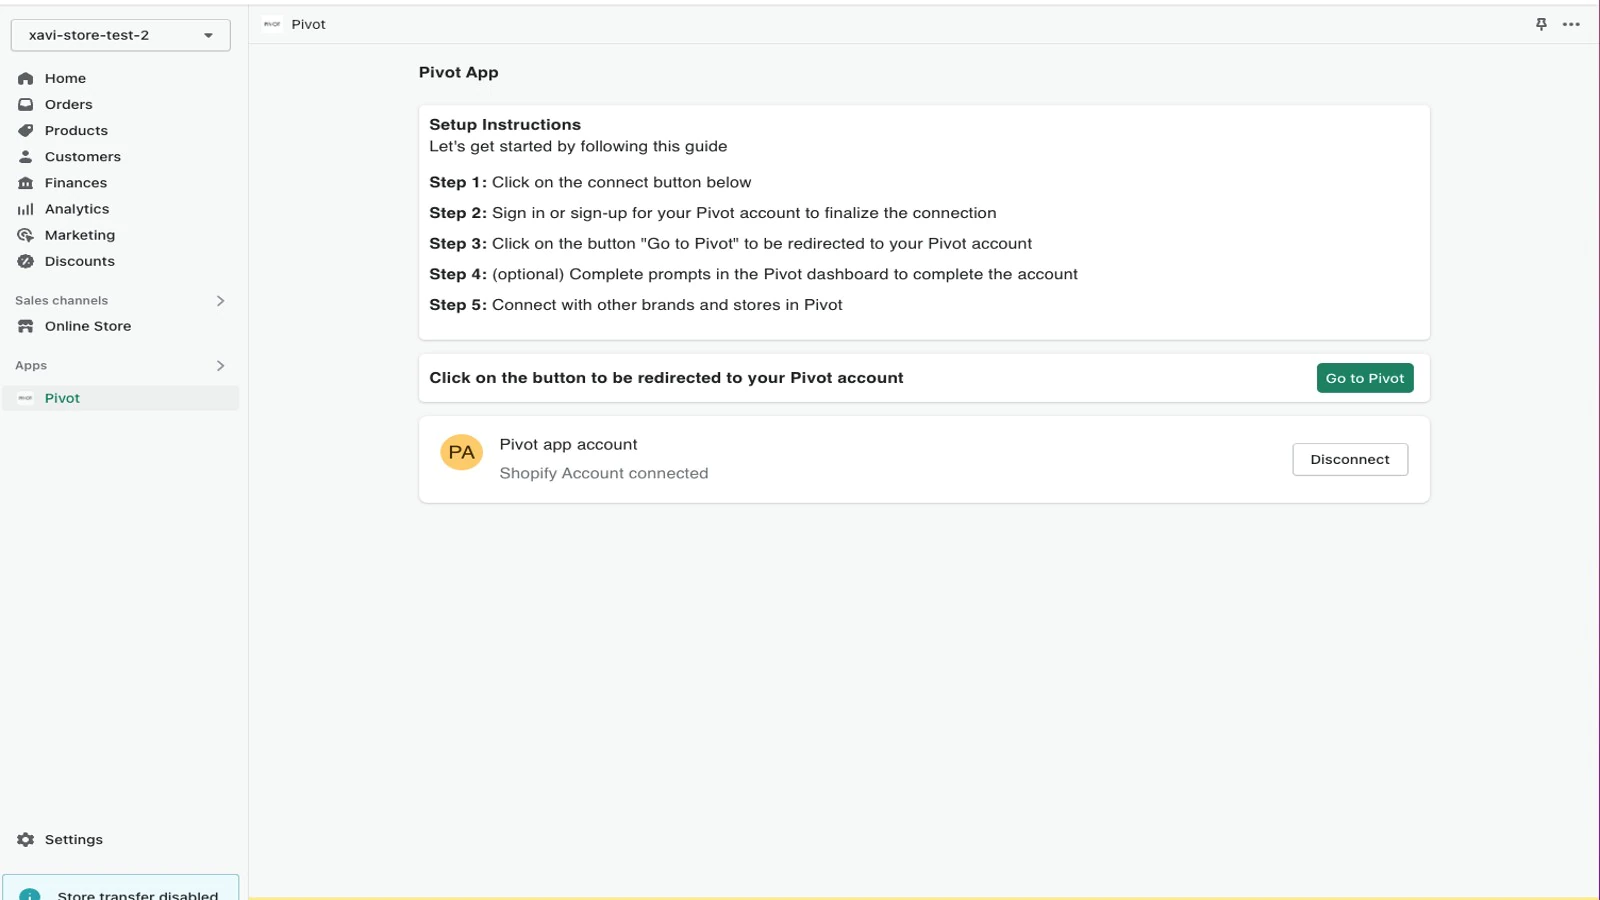 xavi-store-test-2
Home
Orders
Products
Customers
Finances
Analytics
Marketing
Discounts
Sales channels
Online Store
Apps
Pivot
Settings
Store transfer disabled
Pivot
Pivot App
Setup Instructions
Let's get started by following this guide
Step 1: Click on the connect button below
Step 2: Sign in or sign-up for your Pivot account to finalize the connection
Step 3: Click on the button "Go to Pivot" to be redirected to your Pivot account
Step 4: (optional) Complete prompts in the Pivot dashboard to complete the account
Step 5: Connect with other brands and stores in Pivot
Click on the button to be redirected to your Pivot account
Go to Pivot
PA
Pivot app account
Shopify Account connected
Disconnect